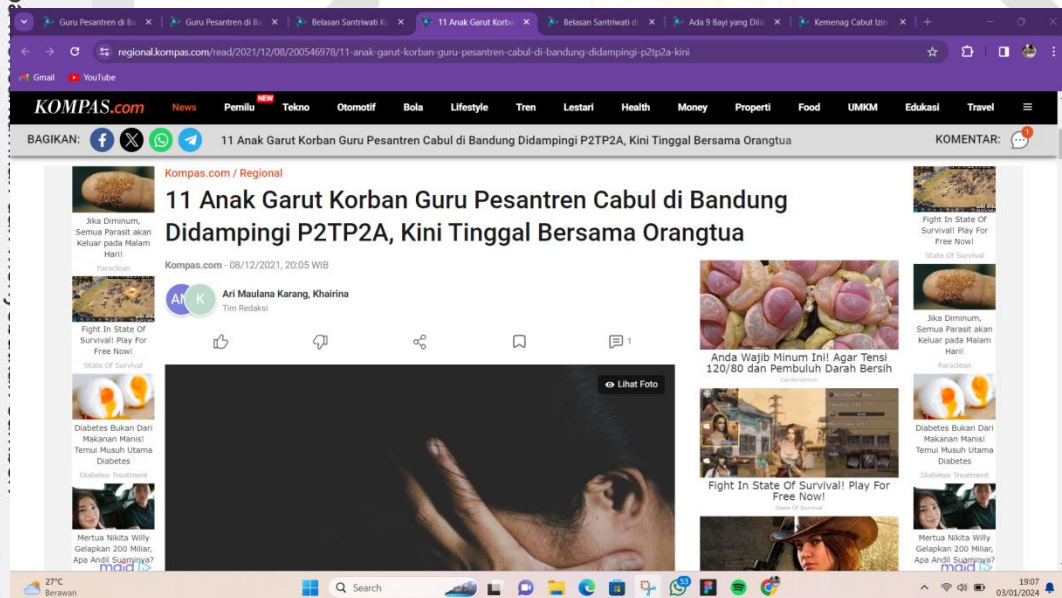 Guru Pesantren di Ba
Guru Pesantren di Ba
Belasan Santriwati Ko
11 Anak Garut Korba
Belasan Santriwati di
Ada 9 Bayi yang Dila
Kemenag Cabut Izin
regional.kompas.com/read/2021/12/08/200546978/11-anak-garut-korban-guru-pesantren-cabul-di-bandung-didampingi-p2tp2a-kini
Gmail YouTube
KOMPAS.com News Pemilu NEW Tekno Otomotif Bola Lifestyle Tren Lestari Health Money Properti Food UMKM Edukasi Travel
BAGIKAN: 11 Anak Garut Korban Guru Pesantren Cabul di Bandung Didampingi P2TP2A, Kini Tinggal Bersama Orangtua KOMENTAR: 1
Kompas.com / Regional
11 Anak Garut Korban Guru Pesantren Cabul di Bandung
Didampingi P2TP2A, Kini Tinggal Bersama Orangtua
Kompas.com - 08/12/2021, 20:05 WIB
K
Ari Maulana Karang, Khairina
Tim Redaksi
1
Lihat Foto
Jika Diminum,
Semua Parasit akan
Keluar pada Malam
Hari!
Paraclean
Fight In State Of
Survival! Play For
Free Now!
State Of Survival
Diabetes Bukan Dari
Makanan Manis!
Temui Musuh Utama
Diabetes
Diabetes Treatment
Mertua Nikita Willy
Gelapkan 200 Miliar,
Apa Andil Suaminya?
maid
Anda Wajib Minum Ini! Agar Tensi
120/80 dan Pembuluh Darah Bersih
Cardiominin
Fight In State Of Survival! Play For
Free Now!
State Of Survival
Fight In State Of
Survival! Play For
Free Now!
State Of Survival
Jika Diminum,
Semua Parasit akan
Keluar pada Malam
Hari!
Paraclean
Diabetes Bukan Dari
Makanan Manis!
Temui Musuh Utama
Diabetes
Diabetes Treatment
Mertua Nikita Willy
Gelapkan 200 Miliar,
Apa Andil Suaminya?
maid
27°C
Berawan
Search
19:07
03/01/2024